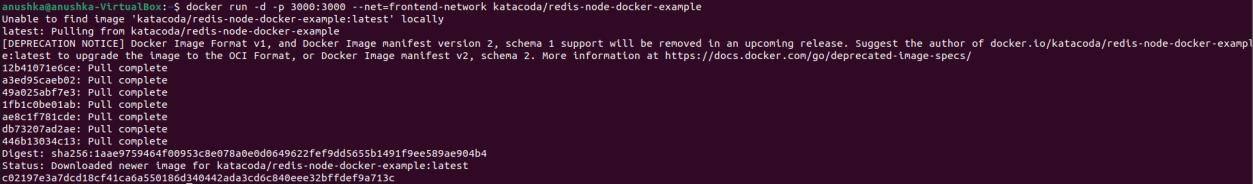 anushka@anushka-VirtualBox:~$ docker run -d -p 3000:3000 --net=frontend-network katacoda/redis-node-docker-example
Unable to find image 'katacoda/redis-node-docker-example:latest' locally
latest: Pulling from katacoda/redis-node-docker-example
[DEPRECATION NOTICE] Docker Image Format v1, and Docker Image manifest version 2, schema 1 support will be removed in an upcoming release. Suggest the author of docker.io/katacoda/redis-node-docker-exampl
e:latest to upgrade the image to the OCI Format, or Docker Image manifest v2, schema 2. More information at https://docs.docker.com/go/deprecated-image-specs/
12b41071e6ce: Pull complete
a3ed95caeb02: Pull complete
49a025abf7e3: Pull complete
1fb1c0be01ab: Pull complete
ae8c1f781cde: Pull complete
db73207ad2ae: Pull complete
446b13034c13: Pull complete
Digest: sha256:1aae9759464f00953c8e078a0e0d0649622fef9dd5655b1491f9ee589ae904b4
Status: Downloaded newer image for katacoda/redis-node-docker-example:latest
c02197e3a7dcd18cf41ca6a550186d340442ada3cd6c840eee32bffdef9a713c